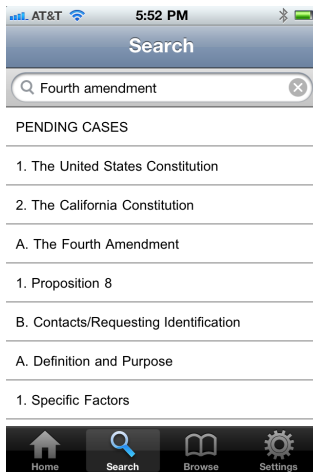 AT&T 5:52 PM
Search
Fourth amendment
PENDING CASES
1. The United States Constitution
2. The California Constitution
A. The Fourth Amendment
1. Proposition 8
B. Contacts/Requesting Identification
A. Definition and Purpose
1. Specific Factors
Home Search Browse Settings